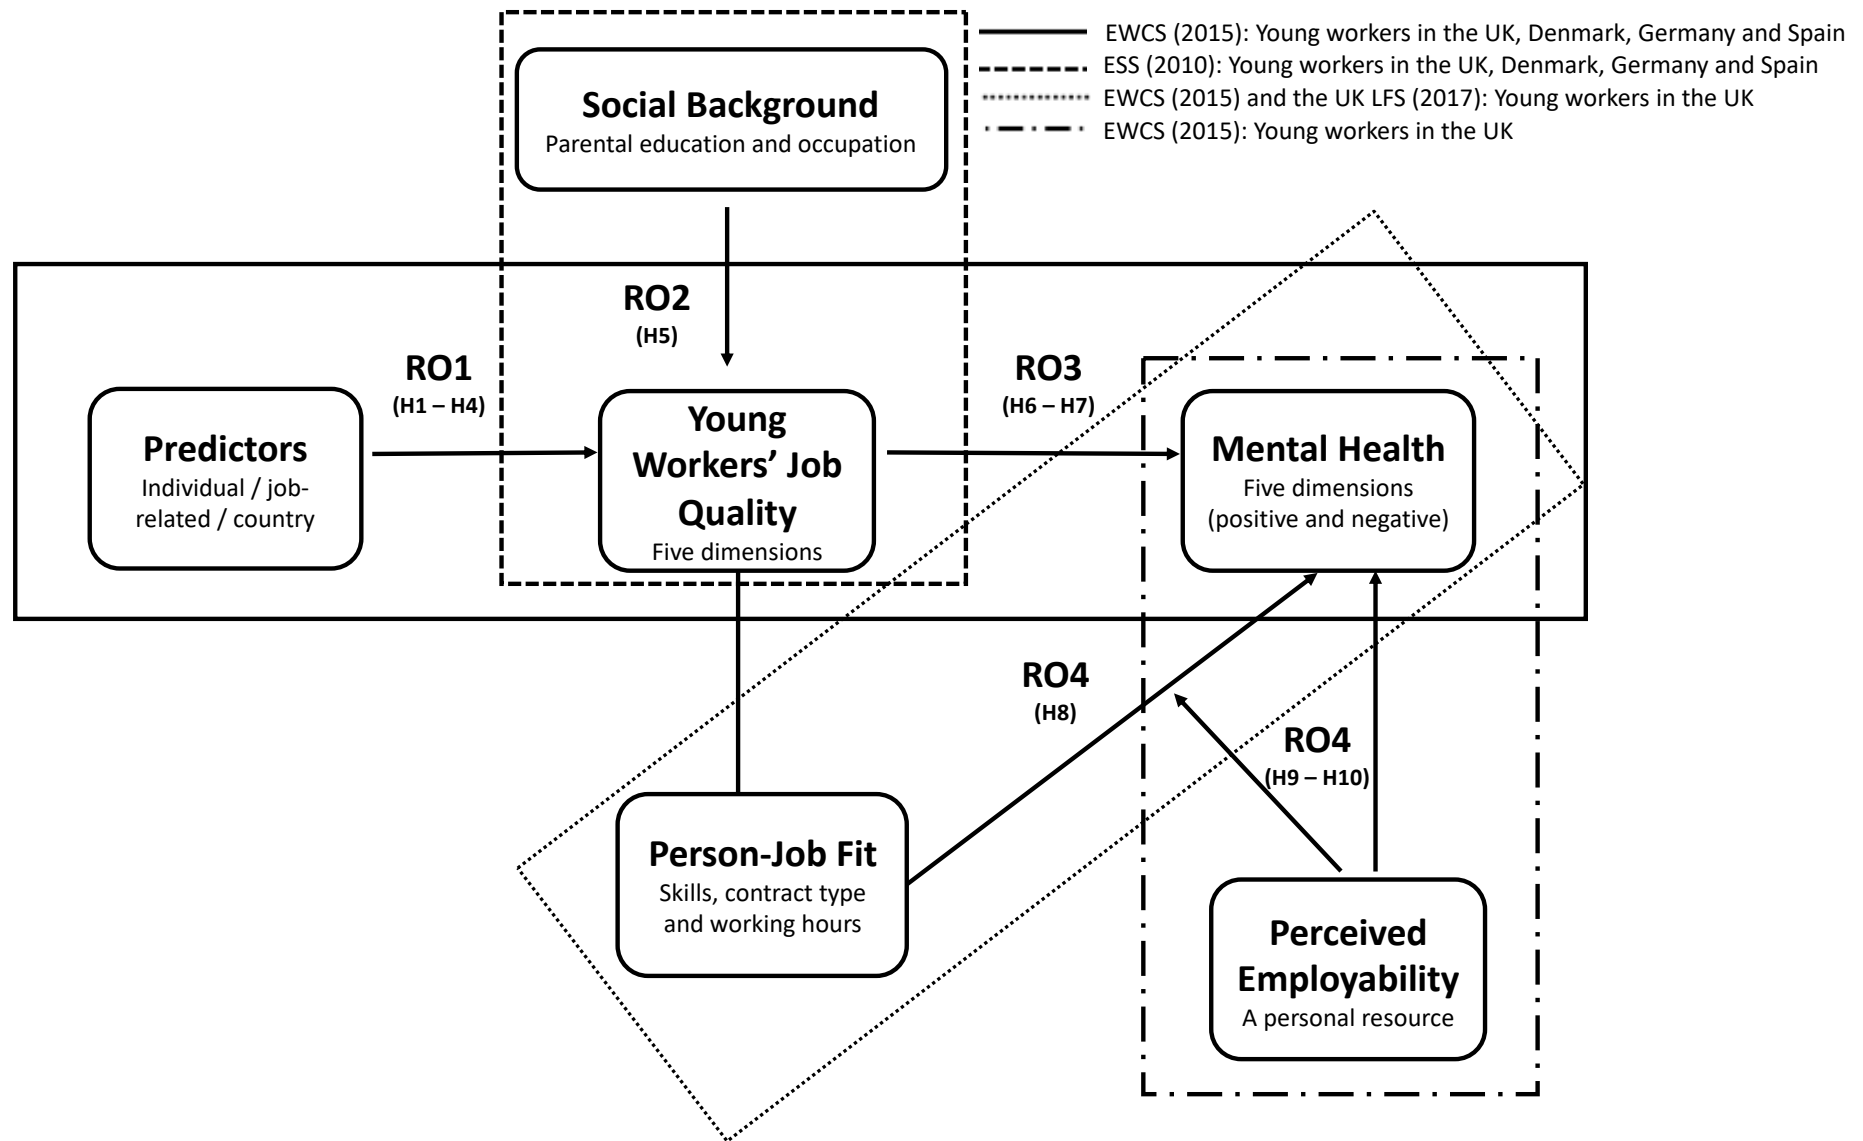 EWCS (2015): Young workers in the UK, Denmark, Germany and Spain
ESS (2010): Young workers in the UK, Denmark, Germany and Spain
EWCS (2015) and the UK LFS (2017): Young workers in the UK
EWCS (2015): Young workers in the UK
Social Background
Parental education and occupation
RO2
(H5)
RO1
(H1 – H4)
RO3
(H6 – H7)
Predictors
Individual / job-
related / country
Young
Workers’ Job
Quality
Five dimensions
Mental Health
Five dimensions
(positive and negative)
RO4
(H8)
RO4
(H9 – H10)
Person-Job Fit
Skills, contract type
and working hours
Perceived
Employability
A personal resource